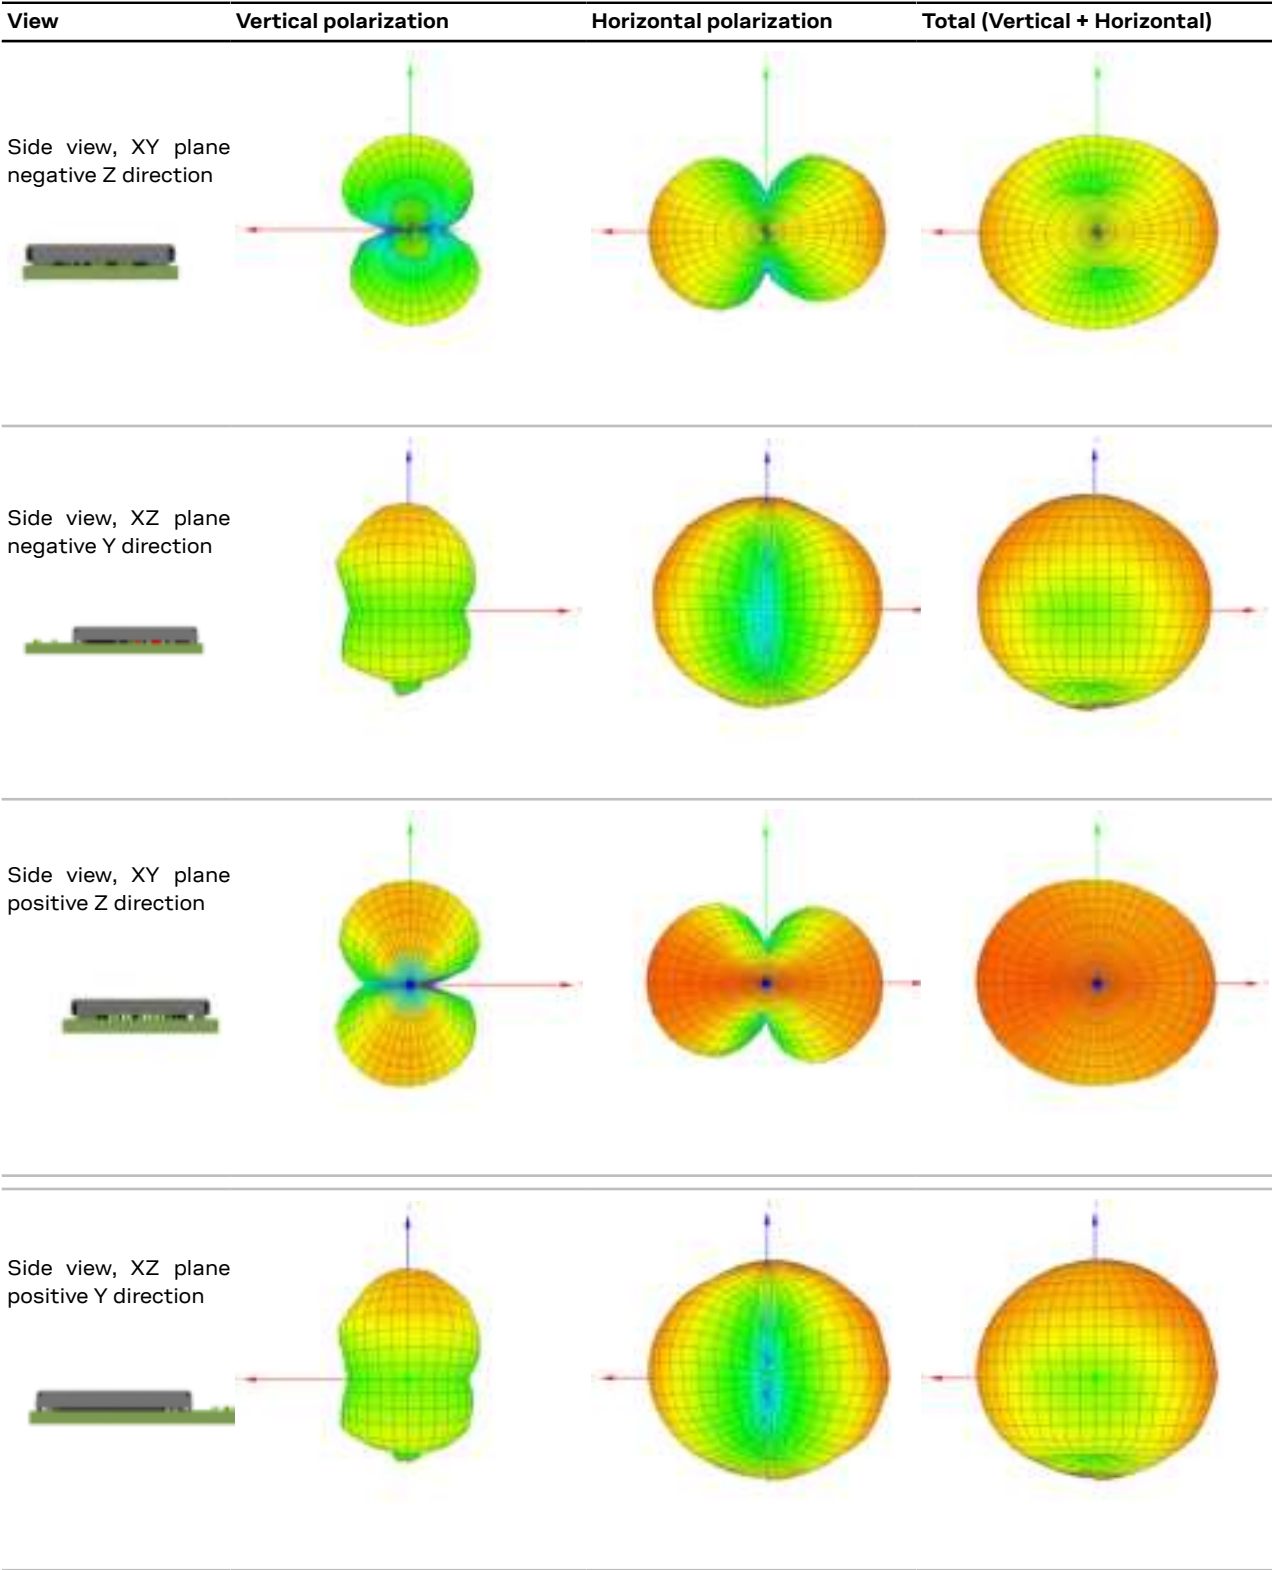 View Vertical polarization Horizontal polarization Total (Vertical + Horizontal)
Side view, XY plane
negative Z direction
Side view, XZ plane
negative Y direction
Side view, XY plane
positive Z direction
Side view, XZ plane
positive Y direction